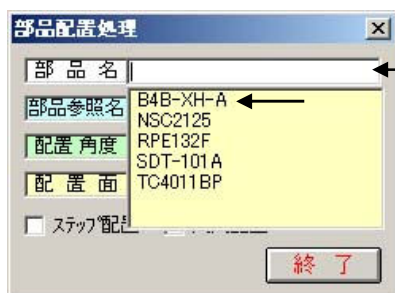 部品配置処理
部品名
部品参照名
B4B-XH-A
NSC2125
配置角度
RPE132F
SDT-101A
配置面
TC4011BP
ステップ配
終了